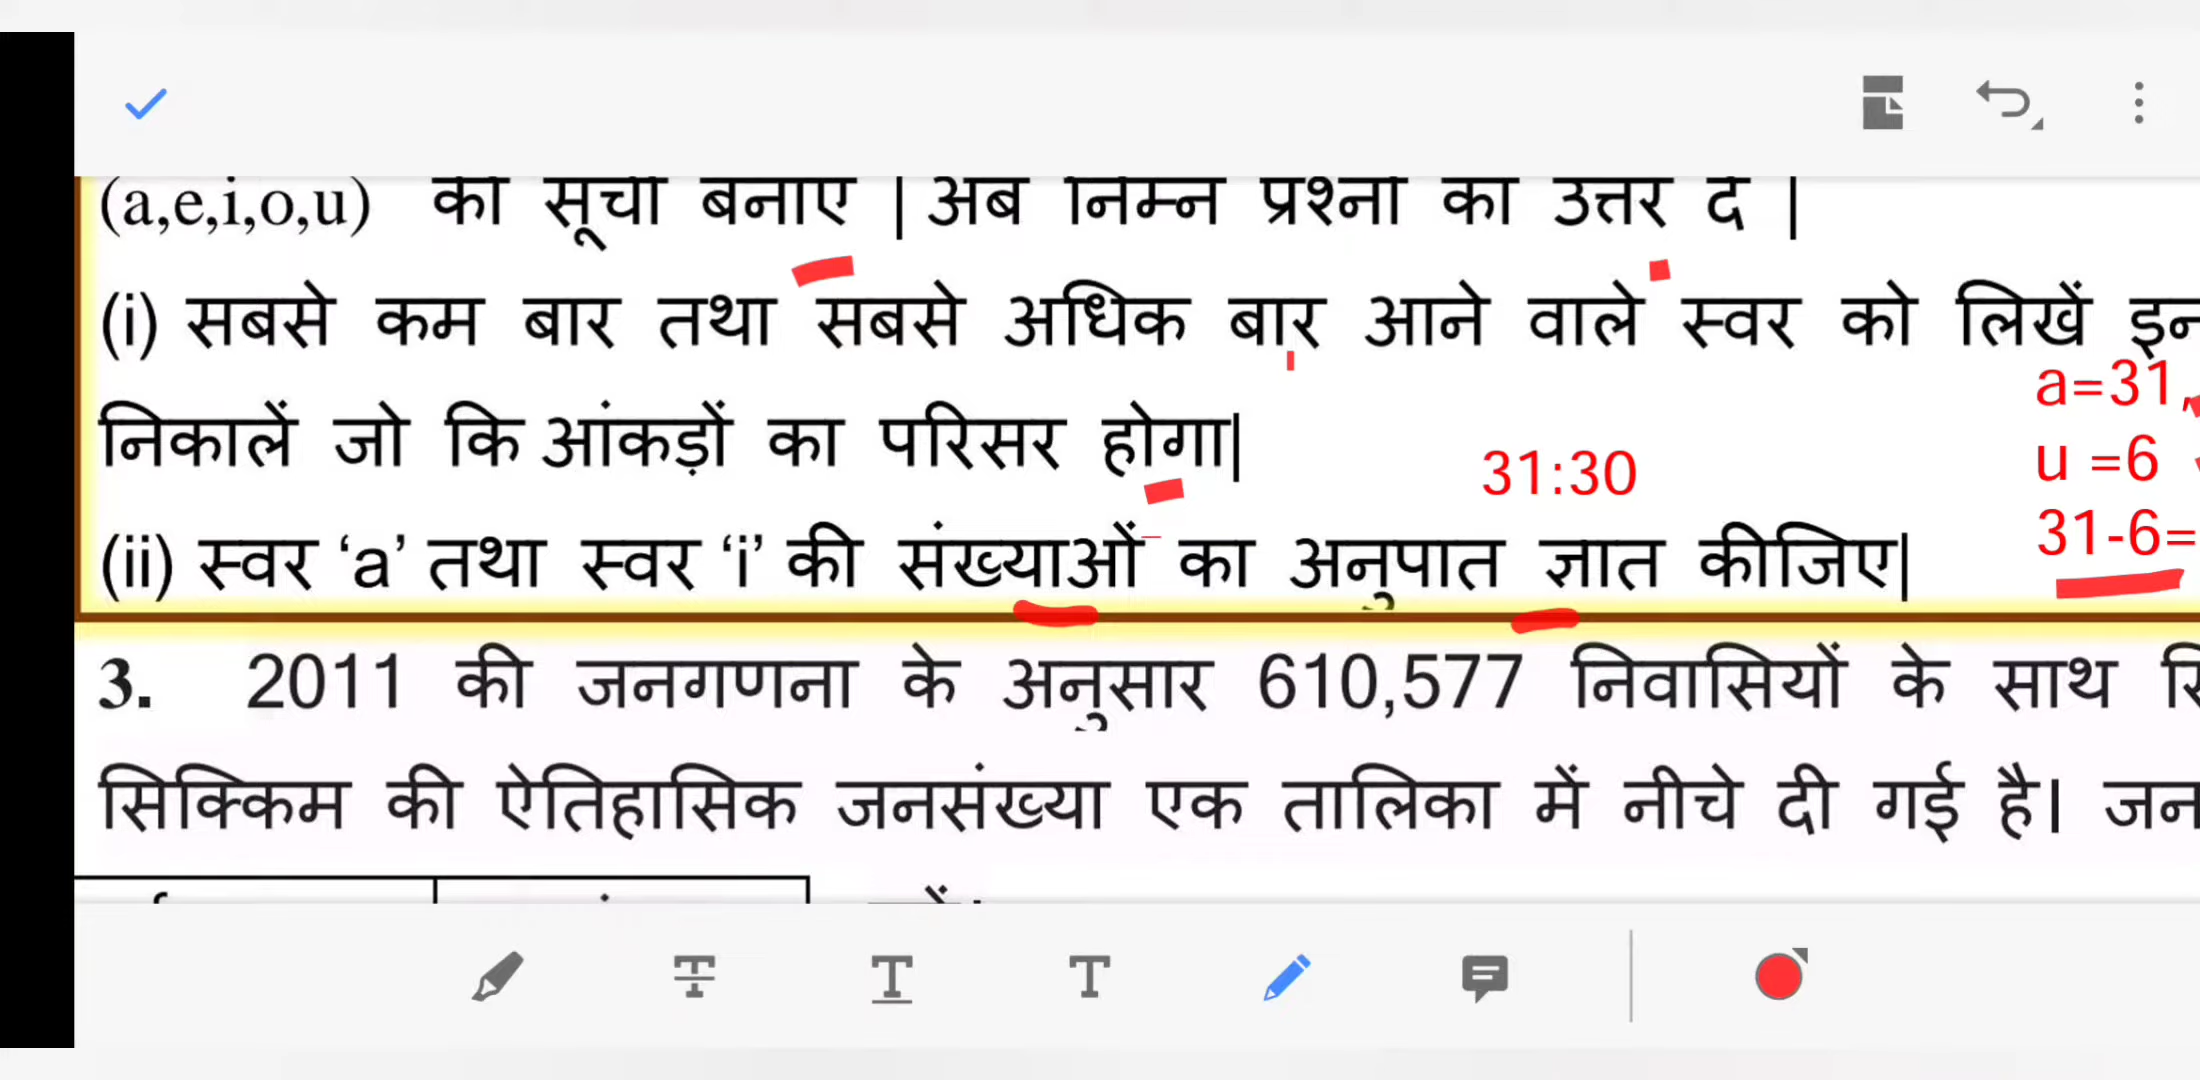 (a,e,i,o,u) की सूची बनाए | अब निम्न प्रश्नों का उत्तर दें |
(i) सबसे कम बार तथा सबसे अधिक बार आने वाले स्वर को लिखें
a=31,
निकालें जो कि आंकड़ों का परिसर होगा|
31:30
u =6
31-6=
(ii) स्वर ‘a’ तथा स्वर ‘i’ की संख्याओं का अनुपात ज्ञात कीजिए|
3. 2011 की जनगणना के अनुसार 610,577 निवासियों के साथ
सिक्किम की ऐतिहासिक जनसंख्या एक तालिका में नीचे दी गई है। जन